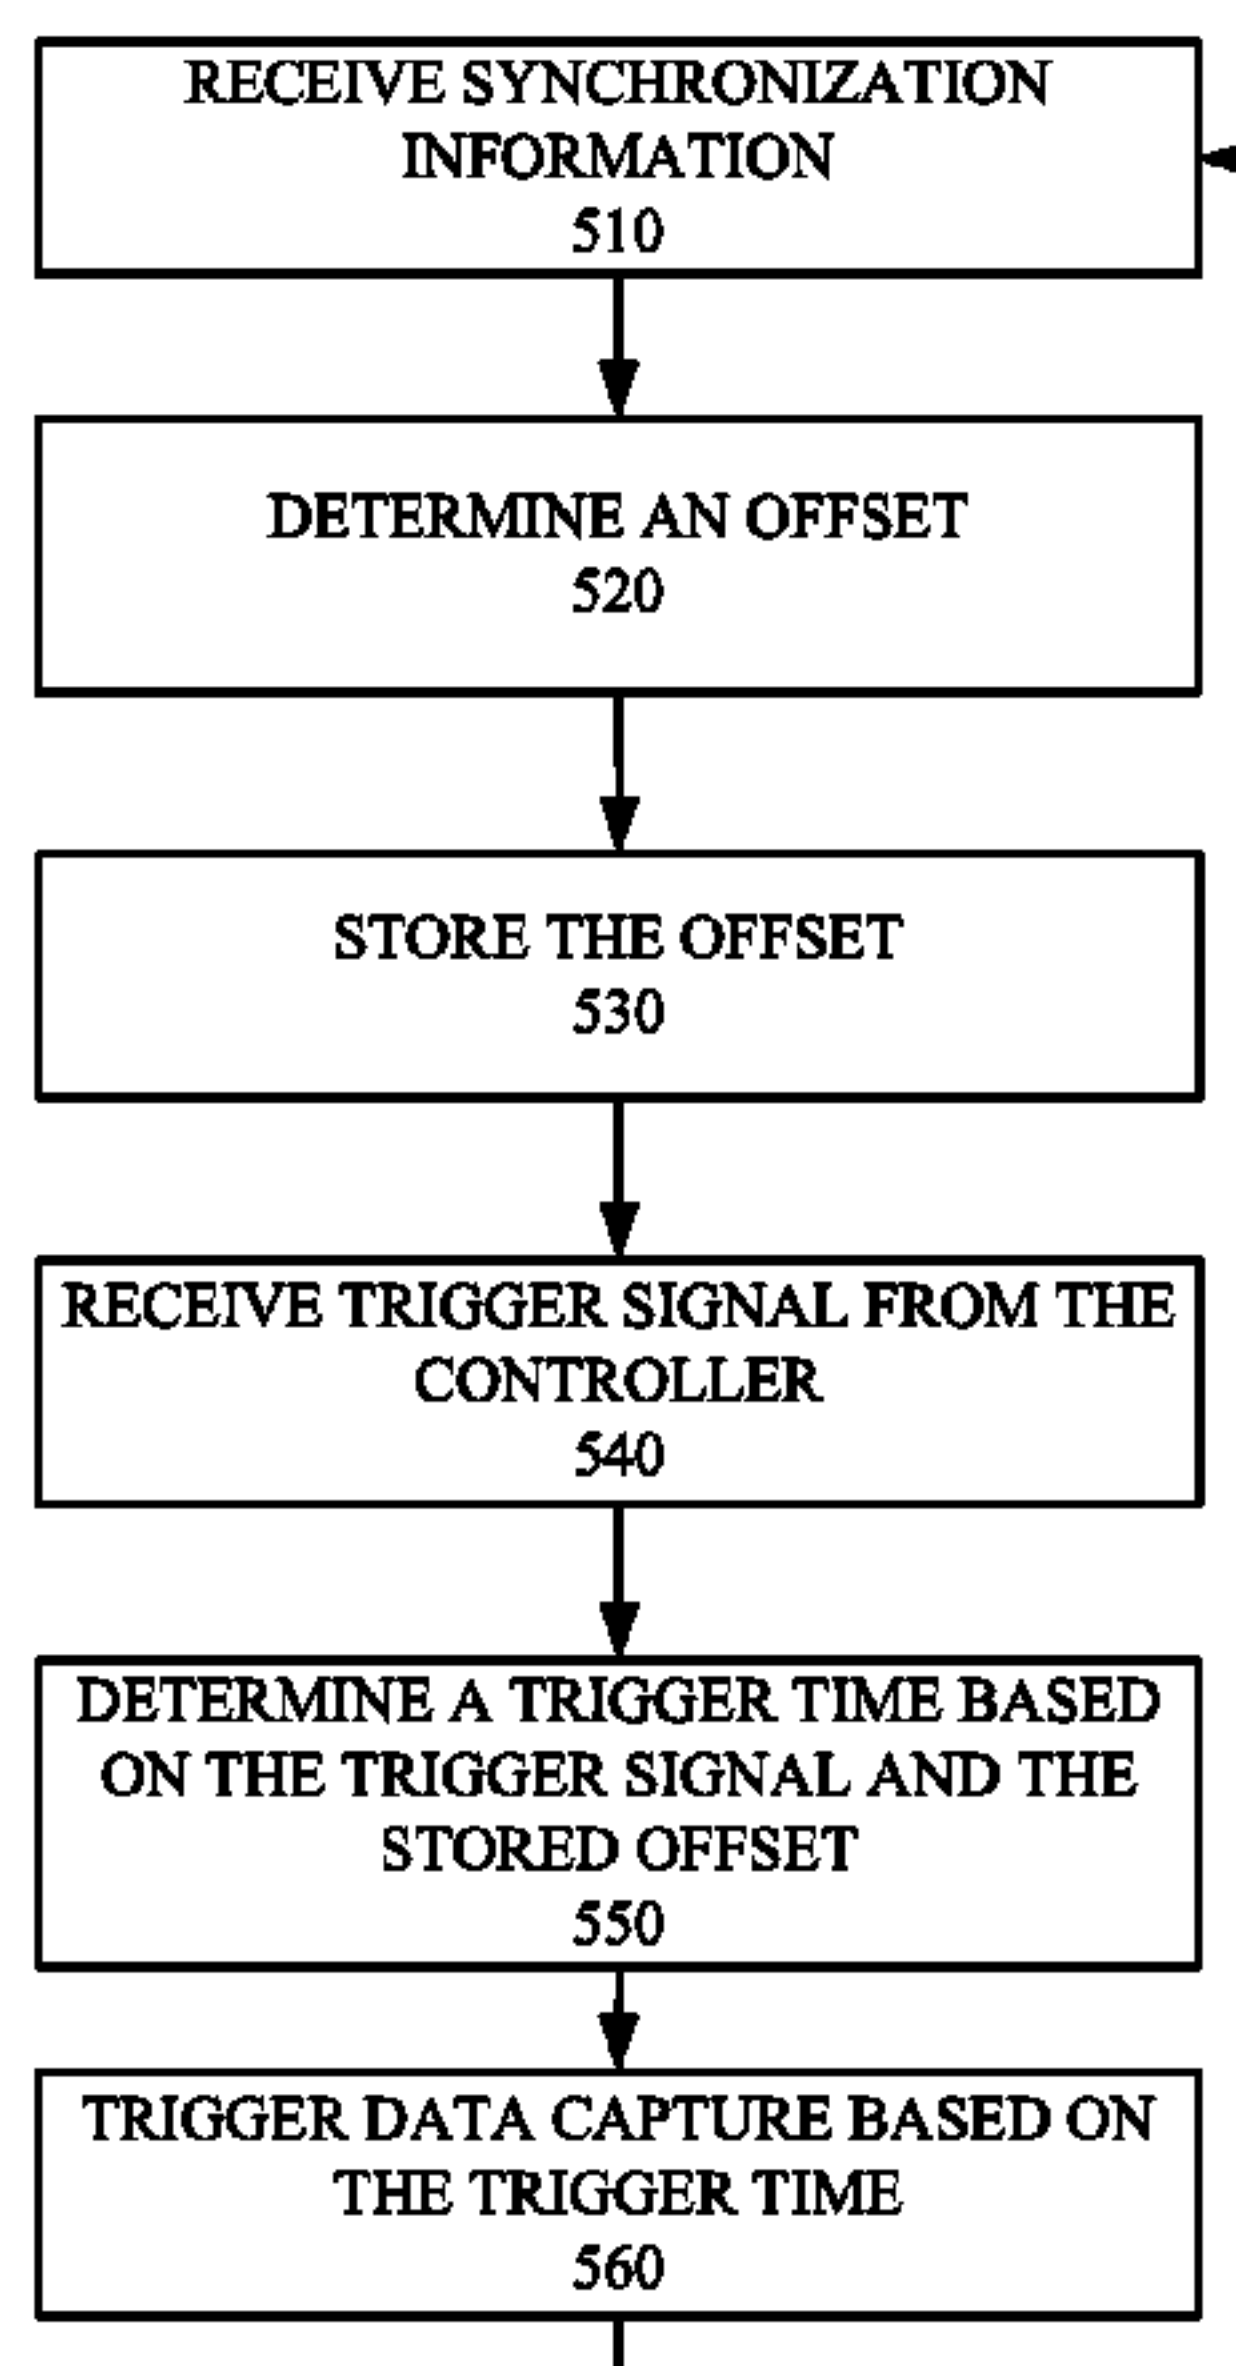 RECEIVE SYNCHRONIZATION
INFORMATION
510
DETERMINE AN OFFSET
520
STORE THE OFFSET
530
RECEIVE TRIGGER SIGNAL FROM THE
CONTROLLER
540
DETERMINE A TRIGGER TIME BASED
ON THE TRIGGER SIGNAL AND THE
STORED OFFSET
550
TRIGGER DATA CAPTURE BASED ON
THE TRIGGER TIME
560